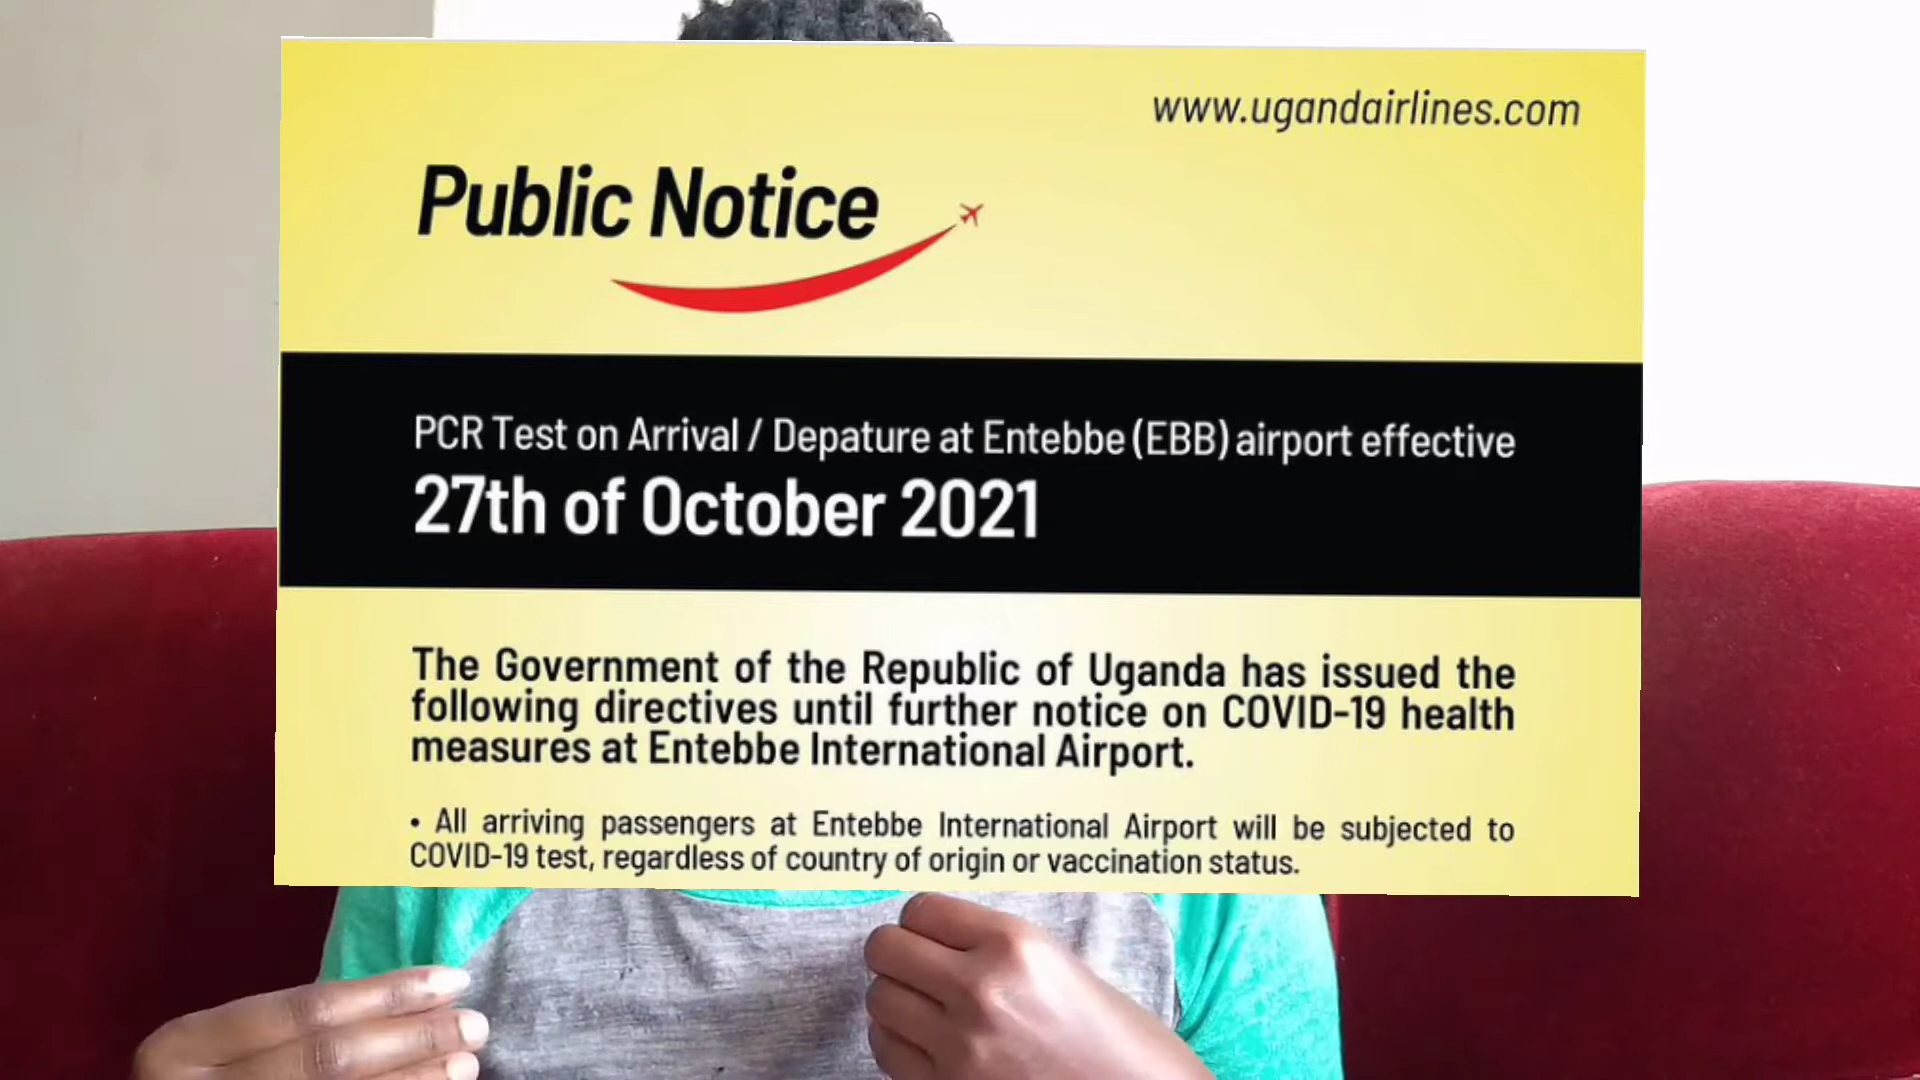 www.ugandairlines.com
Public Notice
PCR Test on Arrival / Depature at Entebbe (EBB) airport effective
27th of October 2021
The Government of the Republic of Uganda has issued the
following directives until further notice on COVID-19 health
measures at Entebbe International Airport.
• All arriving passengers at Entebbe International Airport will be subjected to
COVID-19 test, regardless of country of origin or vaccination status.